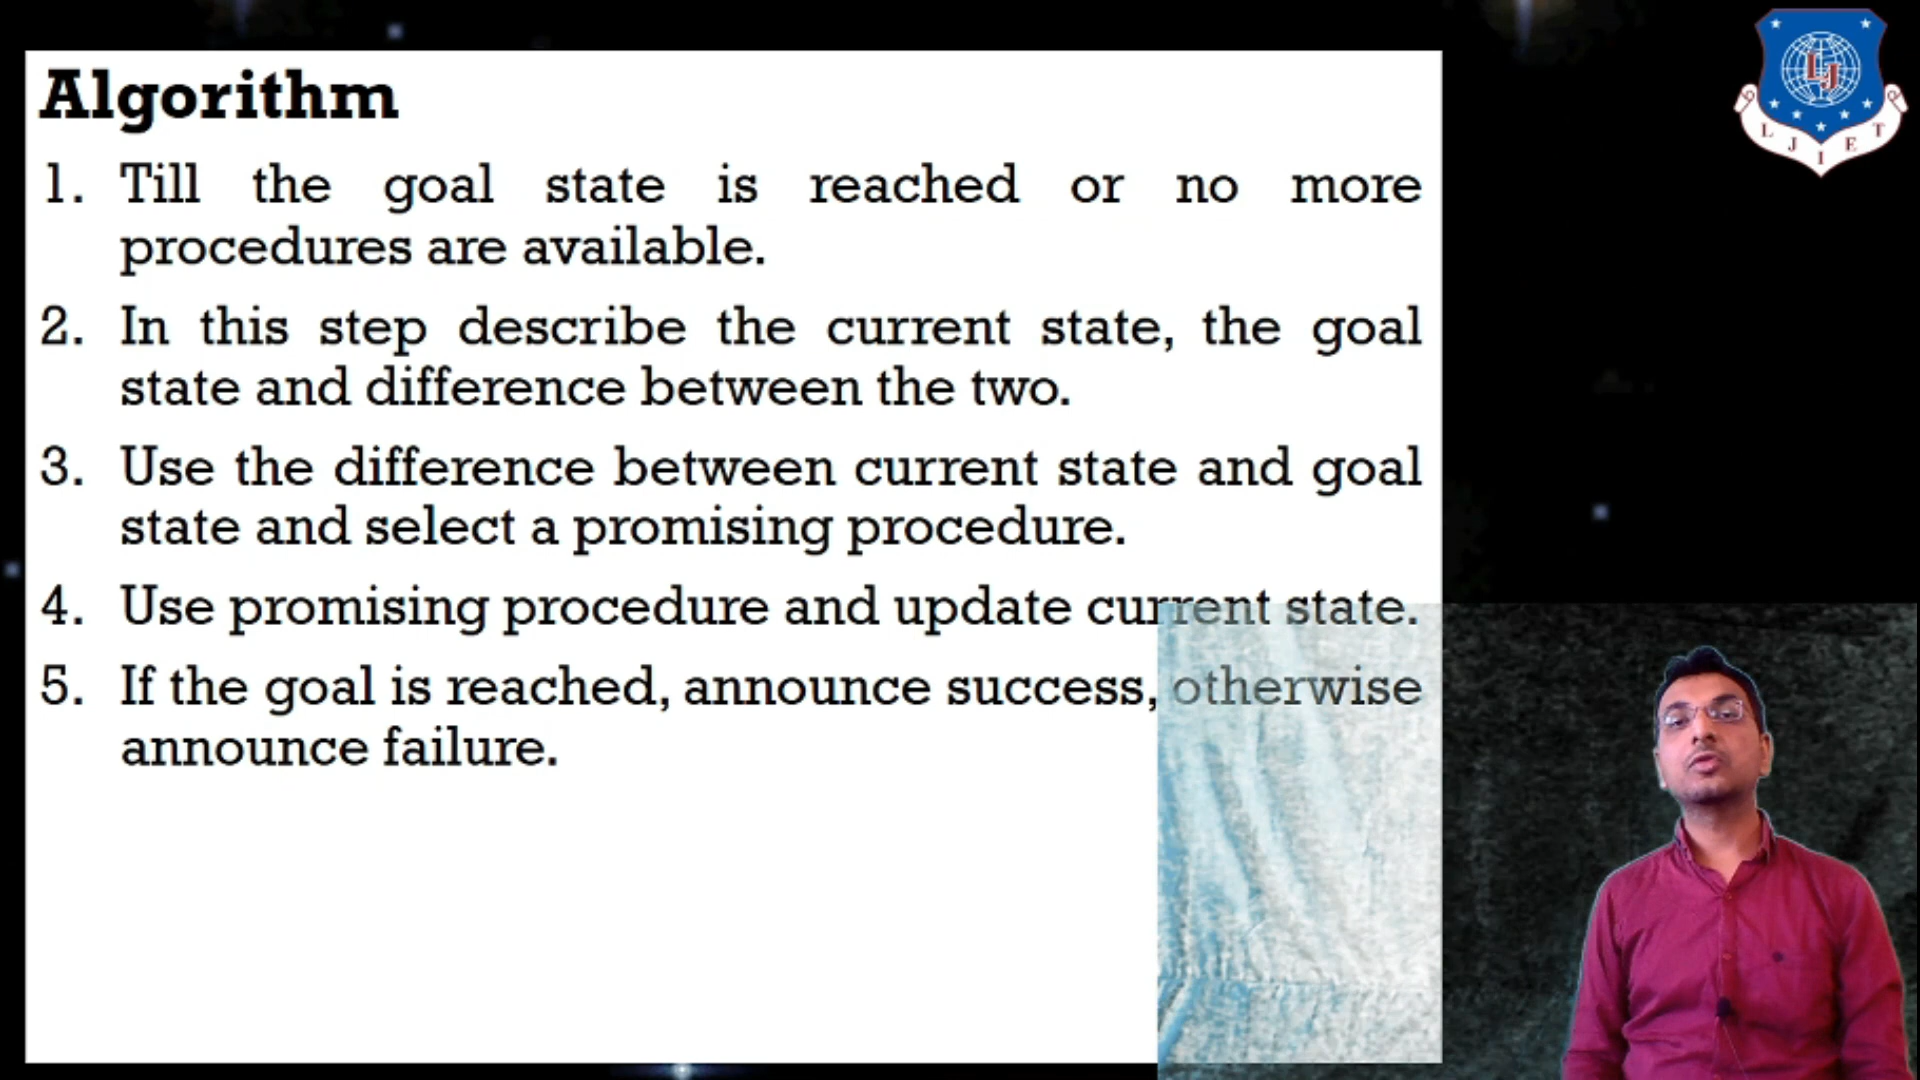 Algorithm
1. Till the goal state is reached or no more
procedures are available.
2. In this step describe the current state, the goal
state and difference between the two.
3. Use the difference between current state and goal
state and select a promising procedure.
4. Use promising procedure and update current state.
5. If the goal is reached, announce success, otherwise
announce failure.
LJ
L J I E T